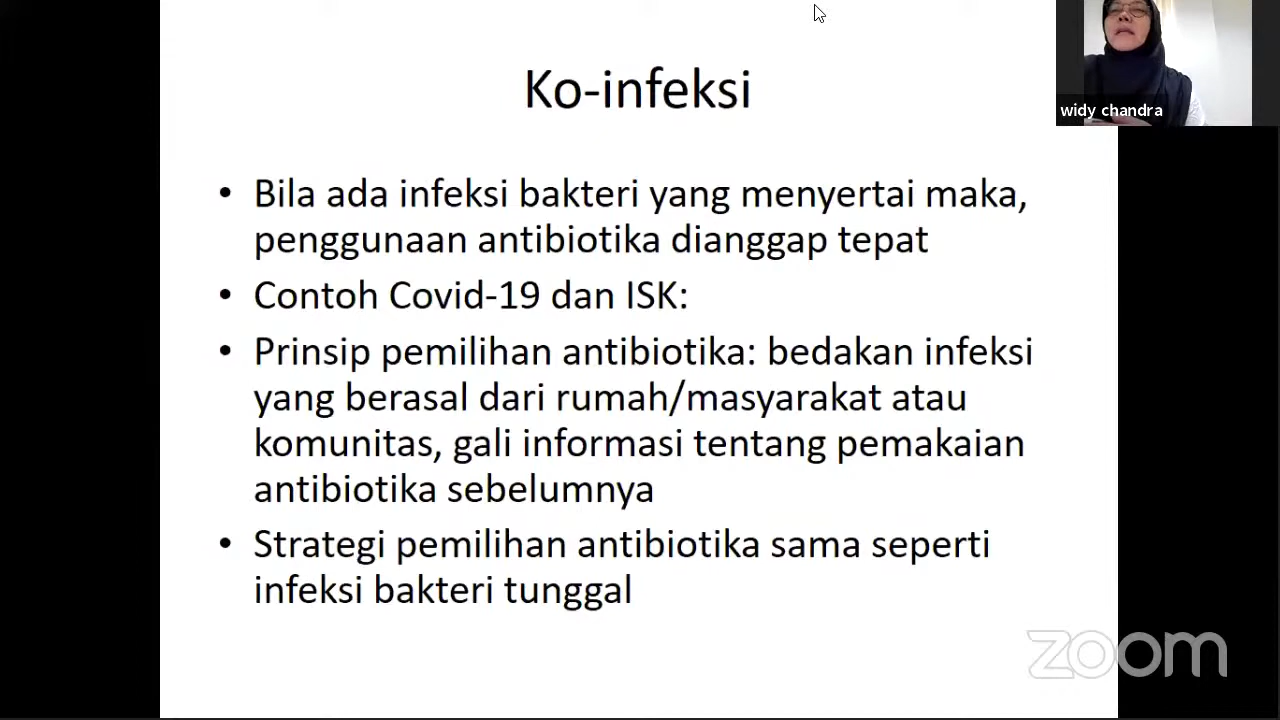 Ko-infeksi
widy chandra
• Bila ada infeksi bakteri yang menyertai maka,
penggunaan antibiotika dianggap tepat
• Contoh Covid-19 dan ISK:
• Prinsip pemilihan antibiotika: bedakan infeksi
yang berasal dari rumah/masyarakat atau
komunitas, gali informasi tentang pemakaian
antibiotika sebelumnya
• Strategi pemilihan antibiotika sama seperti
infeksi bakteri tunggal
zoom